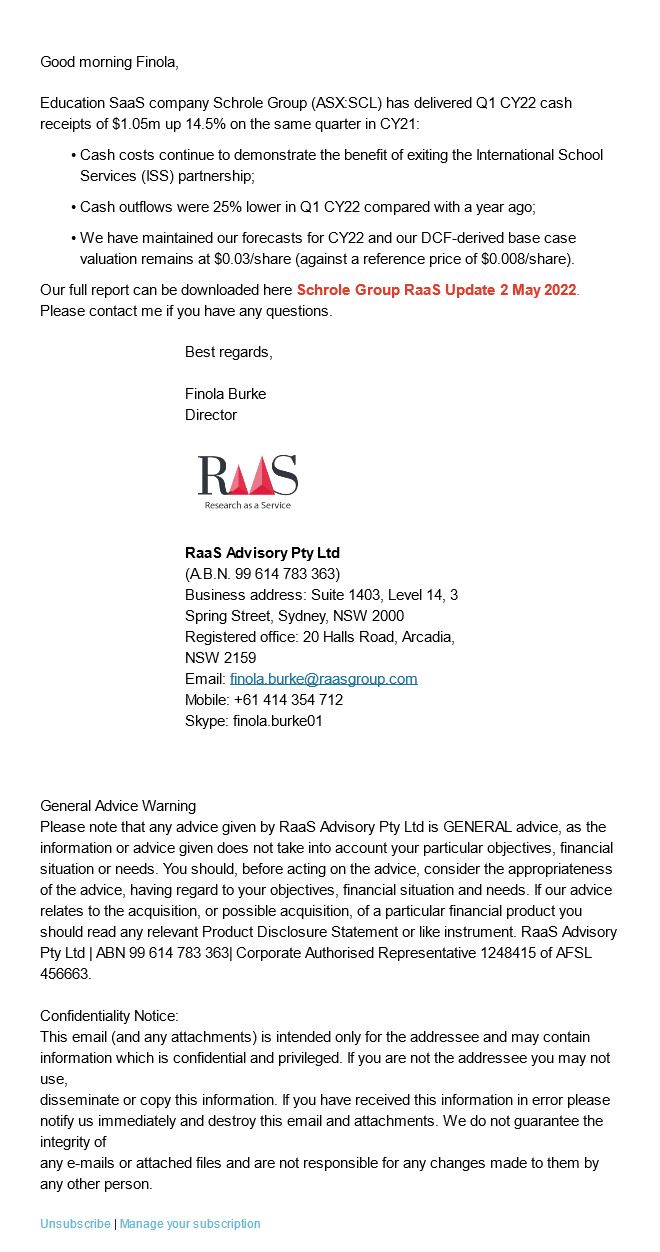 Good morning Finola,
Education SaaS company Schrole Group (ASX:SCL) has delivered Q1 CY22 cash
receipts of $1.05m up 14.5% on the same quarter in CY21:
• Cash costs continue to demonstrate the benefit of exiting the International School
Services (ISS) partnership;
• Cash outflows were 25% lower in Q1 CY22 compared with a year ago;
• We have maintained our forecasts for CY22 and our DCF-derived base case
valuation remains at $0.03/share (against a reference price of $0.008/share).
Our full report can be downloaded here Schrole Group RaaS Update 2 May 2022.
Please contact me if you have any questions.
Best regards,
Finola Burke
Director
RaaS
Research as a Service
RaaS Advisory Pty Ltd
(A.B.N. 99 614 783 363)
Business address: Suite 1403, Level 14, 3
Spring Street, Sydney, NSW 2000
Registered office: 20 Halls Road, Arcadia,
NSW 2159
Email: finola.burke@raasgroup.com
Mobile: +61 414 354 712
Skype: finola.burke01
General Advice Warning
Please note that any advice given by RaaS Advisory Pty Ltd is GENERAL advice, as the
information or advice given does not take into account your particular objectives, financial
situation or needs. You should, before acting on the advice, consider the appropriateness
of the advice, having regard to your objectives, financial situation and needs. If our advice
relates to the acquisition, or possible acquisition, of a particular financial product you
should read any relevant Product Disclosure Statement or like instrument. RaaS Advisory
Pty Ltd | ABN 99 614 783 363| Corporate Authorised Representative 1248415 of AFSL
456663.
Confidentiality Notice:
This email (and any attachments) is intended only for the addressee and may contain
information which is confidential and privileged. If you are not the addressee you may not
use,
disseminate or copy this information. If you have received this information in error please
notify us immediately and destroy this email and attachments. We do not guarantee the
integrity of
any e-mails or attached files and are not responsible for any changes made to them by
any other person.
Unsubscribe | Manage your subscription